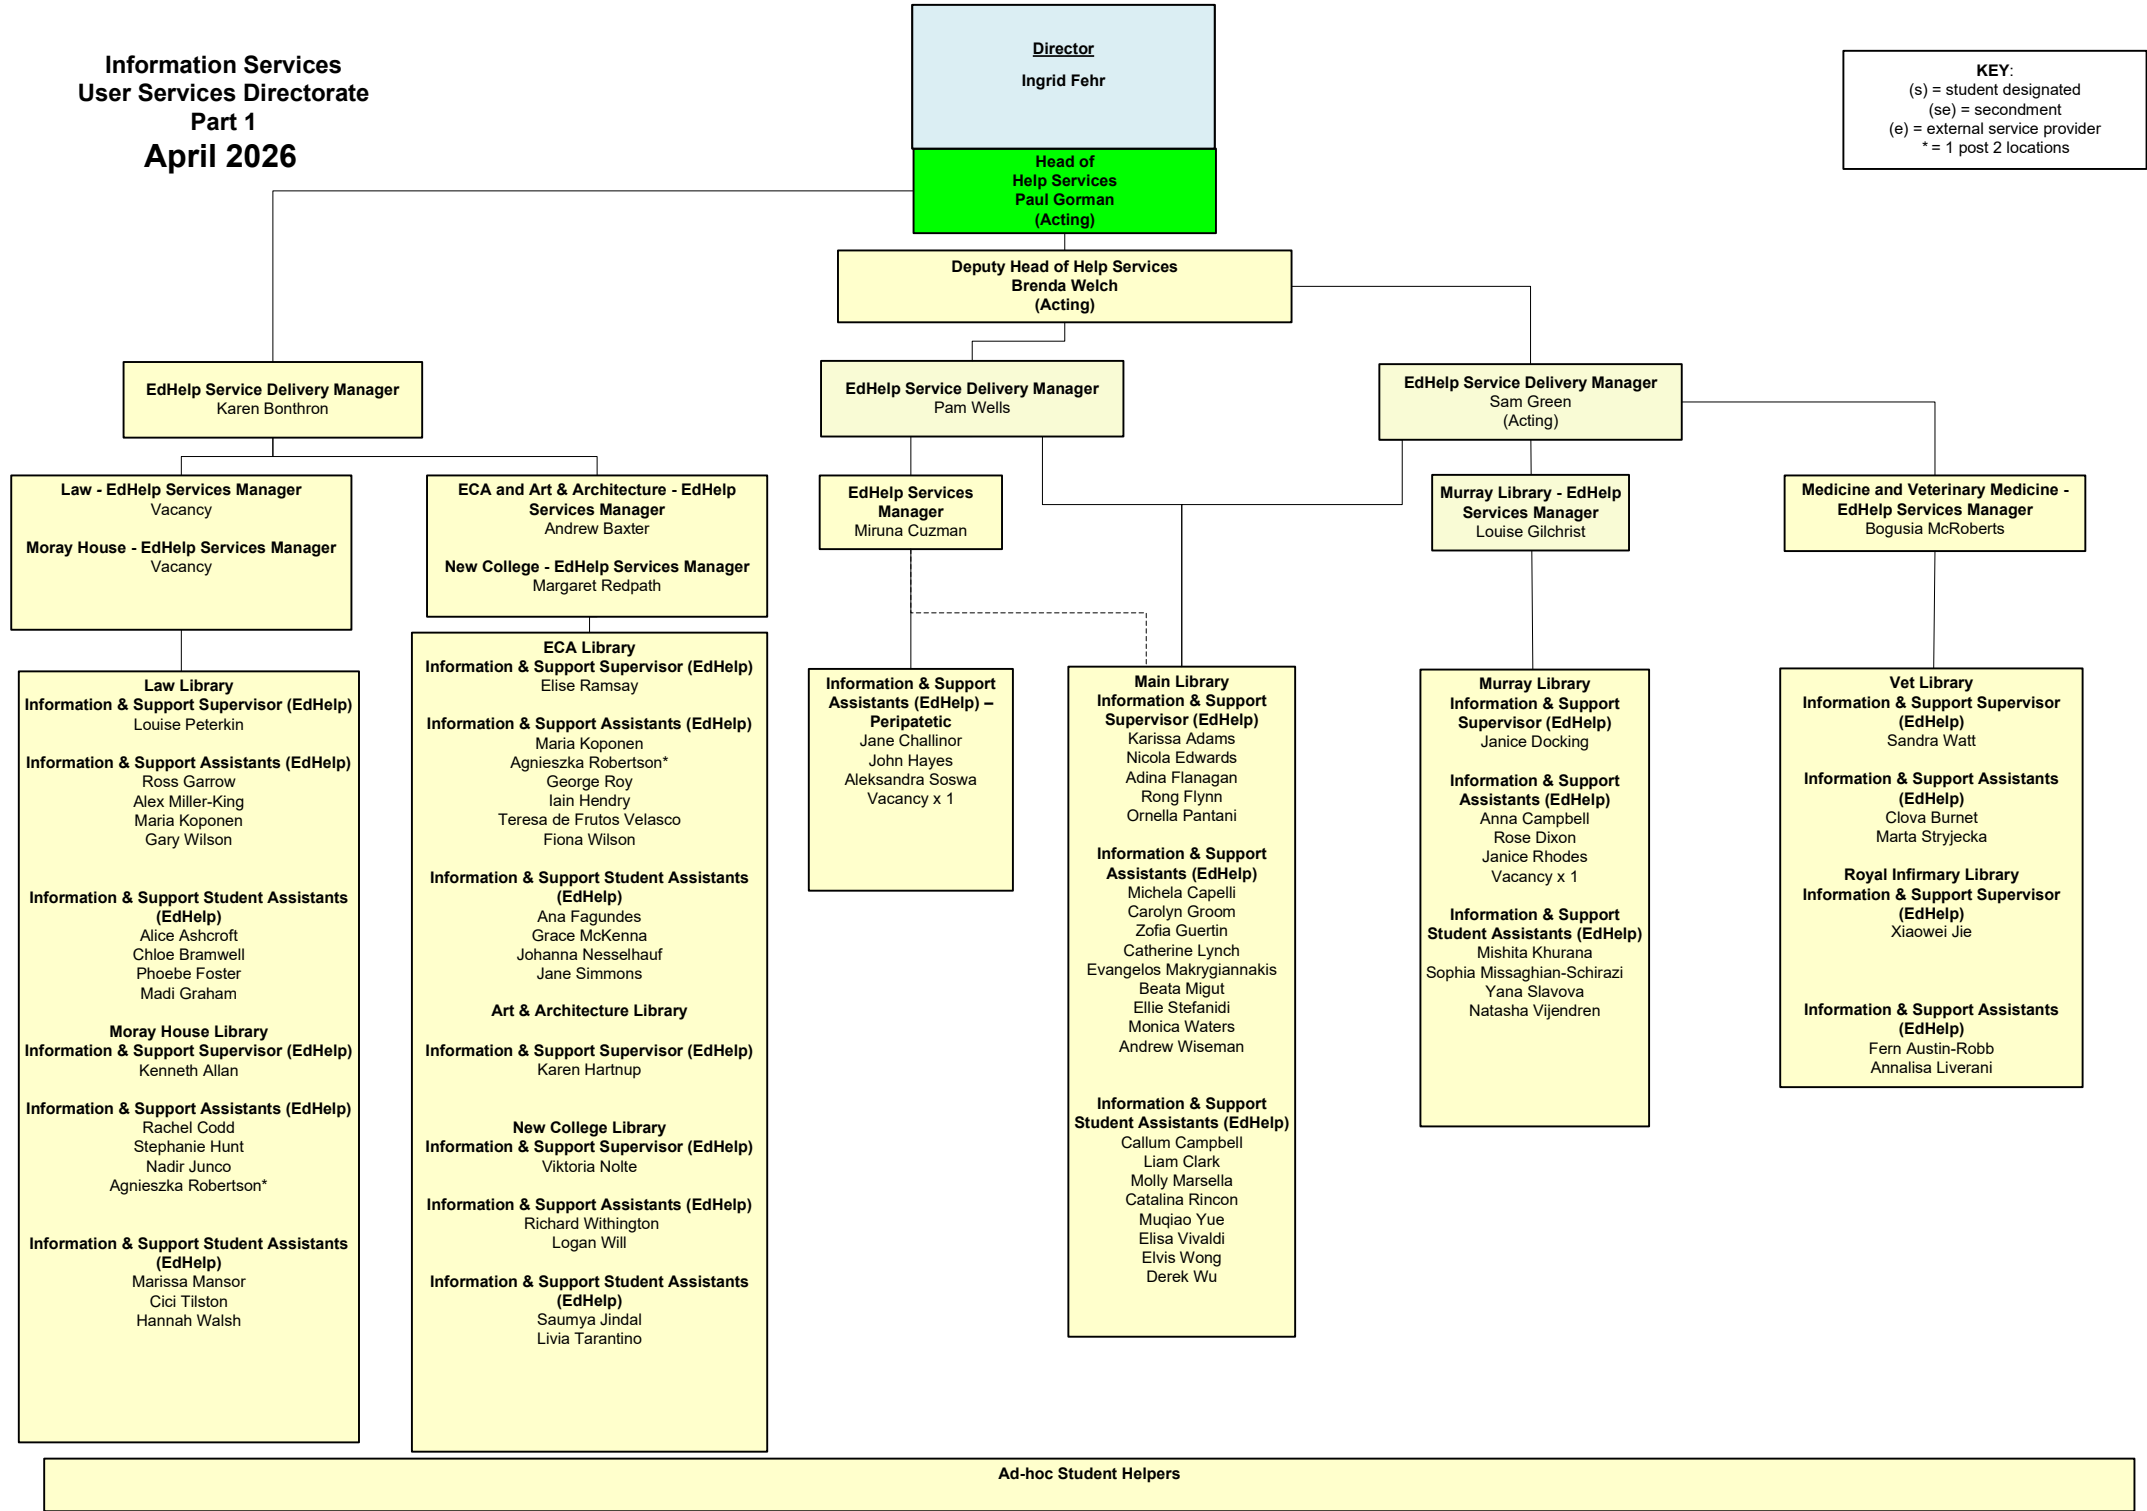 Information Services
User Services Directorate
Part 1
April 2026
Director
Ingrid Fehr
KEY:
(s) = student designated
(se) = secondment
(e) = external service provider
* = 1 post 2 locations
Head of
Help Services
Paul Gorman
(Acting)
Deputy Head of Help Services
Brenda Welch
(Acting)
EdHelp Service Delivery Manager
Karen Bonthron
EdHelp Service Delivery Manager
Pam Wells
EdHelp Service Delivery Manager
Sam Green
(Acting)
Law - EdHelp Services Manager
Vacancy
Moray House - EdHelp Services Manager
Vacancy
ECA and Art & Architecture - EdHelp
Services Manager
Andrew Baxter
New College - EdHelp Services Manager
Margaret Redpath
EdHelp Services
Manager
Miruna Cuzman
Murray Library - EdHelp
Services Manager
Louise Gilchrist
Medicine and Veterinary Medicine -
EdHelp Services Manager
Bogusia McRoberts
Law Library
Information & Support Supervisor (EdHelp)
Louise Peterkin
Information & Support Assistants (EdHelp)
Ross Garrow
Alex Miller-King
Maria Koponen
Gary Wilson
Information & Support Student Assistants
(EdHelp)
Alice Ashcroft
Chloe Bramwell
Phoebe Foster
Madi Graham
Moray House Library
Information & Support Supervisor (EdHelp)
Kenneth Allan
Information & Support Assistants (EdHelp)
Rachel Codd
Stephanie Hunt
Nadir Junco
Agnieszka Robertson*
Information & Support Student Assistants
(EdHelp)
Marissa Mansor
Cici Tilston
Hannah Walsh
ECA Library
Information & Support Supervisor (EdHelp)
Elise Ramsay
Information & Support Assistants (EdHelp)
Maria Koponen
Agnieszka Robertson*
George Roy
Iain Hendry
Teresa de Frutos Velasco
Fiona Wilson
Information & Support Student Assistants
(EdHelp)
Ana Fagundes
Grace McKenna
Johanna Nesselhauf
Jane Simmons
Art & Architecture Library
Information & Support Supervisor (EdHelp)
Karen Hartnup
New College Library
Information & Support Supervisor (EdHelp)
Viktoria Nolte
Information & Support Assistants (EdHelp)
Richard Withington
Logan Will
Information & Support Student Assistants
(EdHelp)
Saumya Jindal
Livia Tarantino
Information & Support
Assistants (EdHelp) –
Peripatetic
Jane Challinor
John Hayes
Aleksandra Soswa
Vacancy x 1
Main Library
Information & Support
Supervisor (EdHelp)
Karissa Adams
Nicola Edwards
Adina Flanagan
Rong Flynn
Ornella Pantani
Information & Support
Assistants (EdHelp)
Michela Capelli
Carolyn Groom
Zofia Guertin
Catherine Lynch
Evangelos Makrygiannakis
Beata Migut
Ellie Stefanidi
Monica Waters
Andrew Wiseman
Information & Support
Student Assistants (EdHelp)
Callum Campbell
Liam Clark
Molly Marsella
Catalina Rincon
Muqiao Yue
Elisa Vivaldi
Elvis Wong
Derek Wu
Murray Library
Information & Support
Supervisor (EdHelp)
Janice Docking
Information & Support
Assistants (EdHelp)
Anna Campbell
Rose Dixon
Janice Rhodes
Vacancy x 1
Information & Support
Student Assistants (EdHelp)
Mishita Khurana
Sophia Missaghian-Schirazi
Yana Slavova
Natasha Vijendren
Vet Library
Information & Support Supervisor
(EdHelp)
Sandra Watt
Information & Support Assistants
(EdHelp)
Clova Burnet
Marta Stryjecka
Royal Infirmary Library
Information & Support Supervisor
(EdHelp)
Xiaowei Jie
Information & Support Assistants
(EdHelp)
Fern Austin-Robb
Annalisa Liverani
Ad-hoc Student Helpers